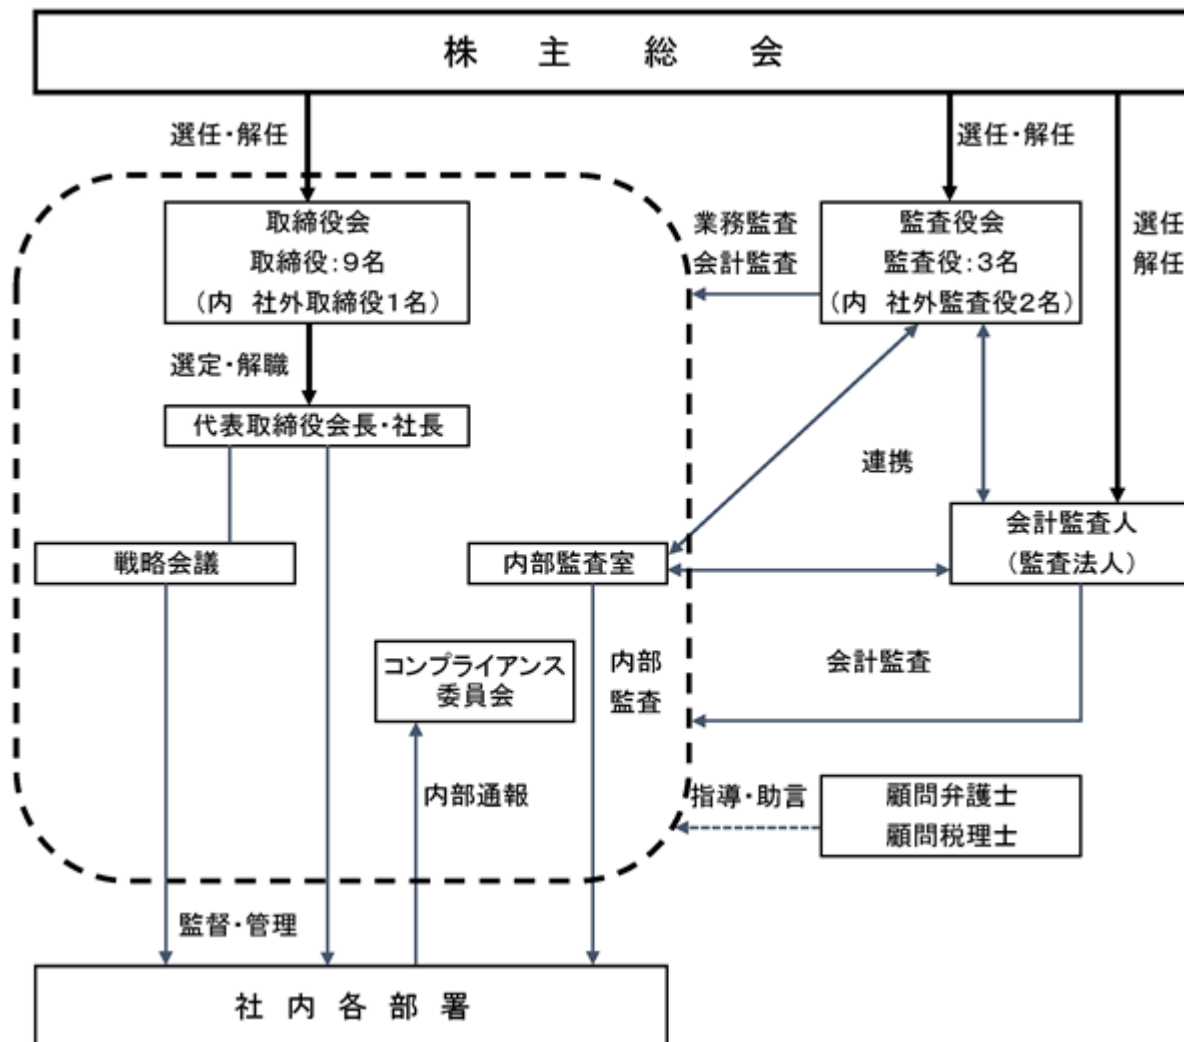 株主総会
選任・解任
選任・解任
選任
解任
取締役会
取締役：９名
（内　社外取締役１名）
業務監査
会計監査
監査役会
監査役：３名
（内　社外監査役２名）
選定・解職
代表取締役会長・社長
連携
戦略会議
内部監査室
会計監査人
（監査法人）
コンプライアンス
委員会
内部
監査
会計監査
内部通報
指導・助言
顧問弁護士
顧問税理士
監督・管理
社内各部署